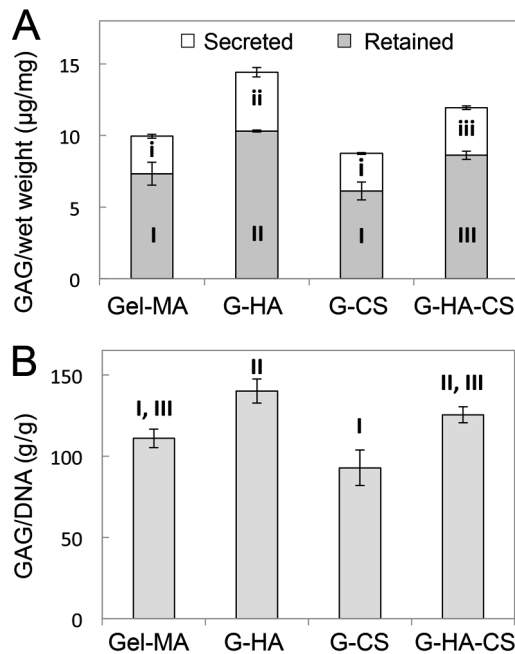 A
Secreted Retained
GAG/wet weight (µg/mg)
15
10
5
0
i
ii
i
iii
I
II
I
III
Gel-MA G-HA G-CS G-HA-CS
B
GAG/DNA (g/g)
150
100
50
0
I, III
II
I
II, III
Gel-MA G-HA G-CS G-HA-CS